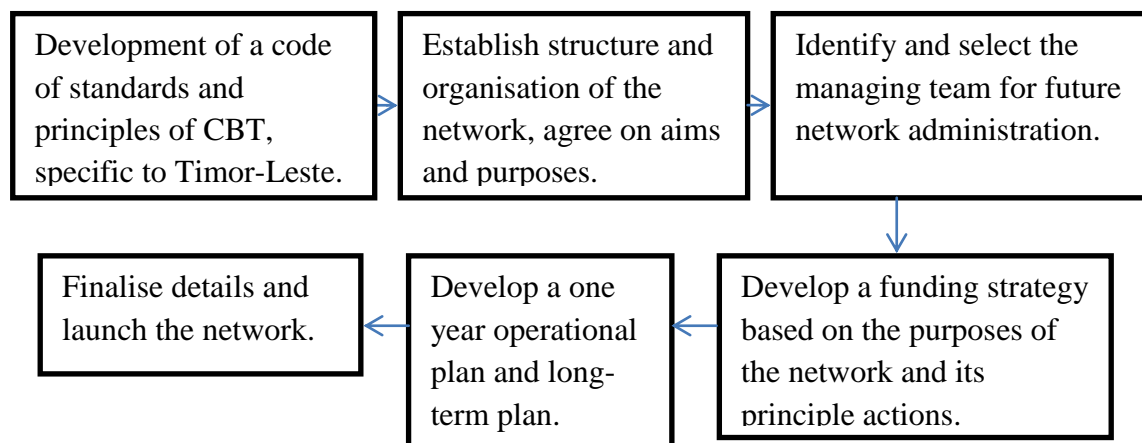 Development of a code
of standards and
principles of CBT,
specific to Timor-Leste.
Establish structure and
organisation of the
network, agree on aims
and purposes.
Identify and select the
managing team for future
network administration.
Develop a funding strategy
based on the purposes of
the network and its
principle actions.
Develop a one
year operational
plan and long-
term plan.
Finalise details and
launch the network.